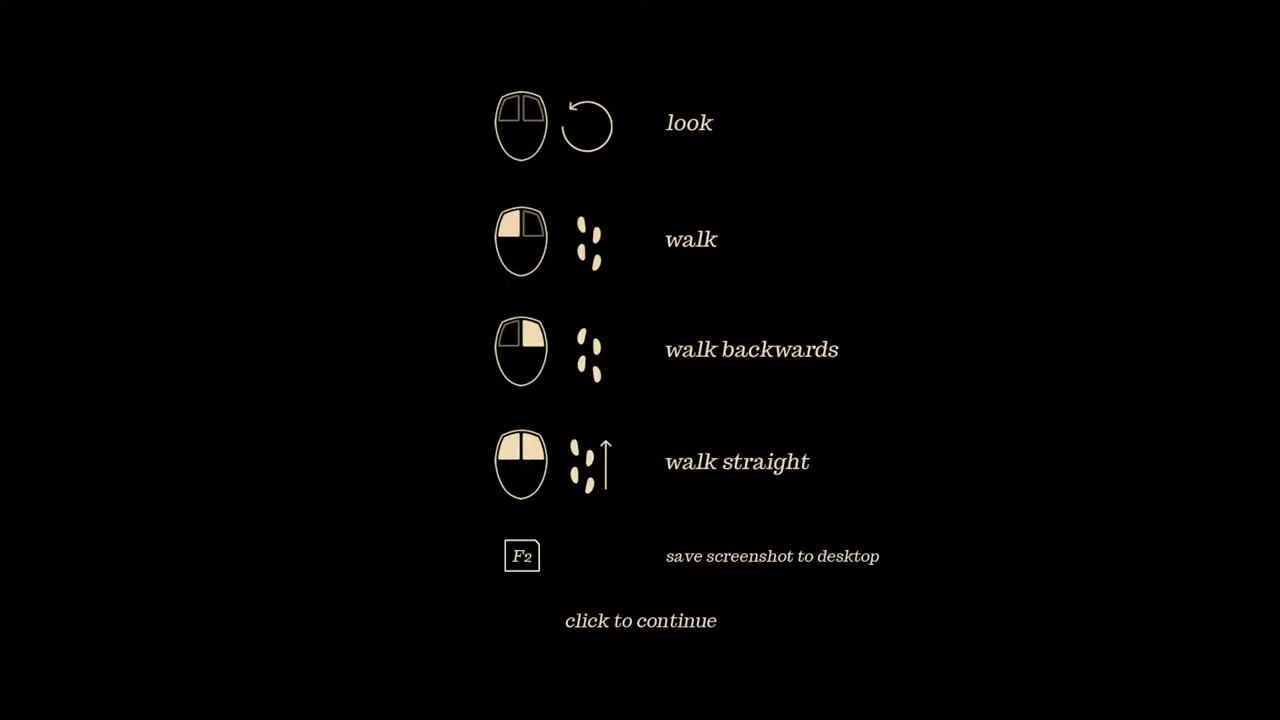 look
walk
walk backwards
walk straight
F2 save screenshot to desktop
click to continue